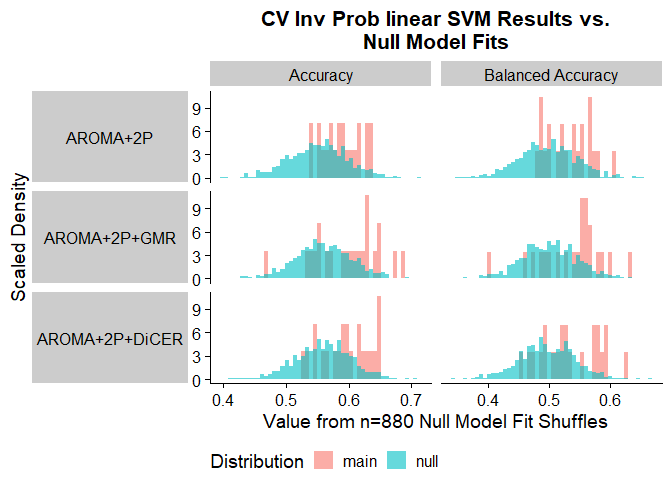 CV Inv Prob linear SVM Results vs.
Null Model Fits
Accuracy
Balanced Accuracy
Scaled Density
AROMA+2P
9
6
3
0
AROMA+2P+GMR
9
6
3
0
AROMA+2P+DiCER
9
6
3
0
0.4 0.5 0.6 0.7
0.4 0.5 0.6
Value from n=880 Null Model Fit Shuffles
Distribution main null